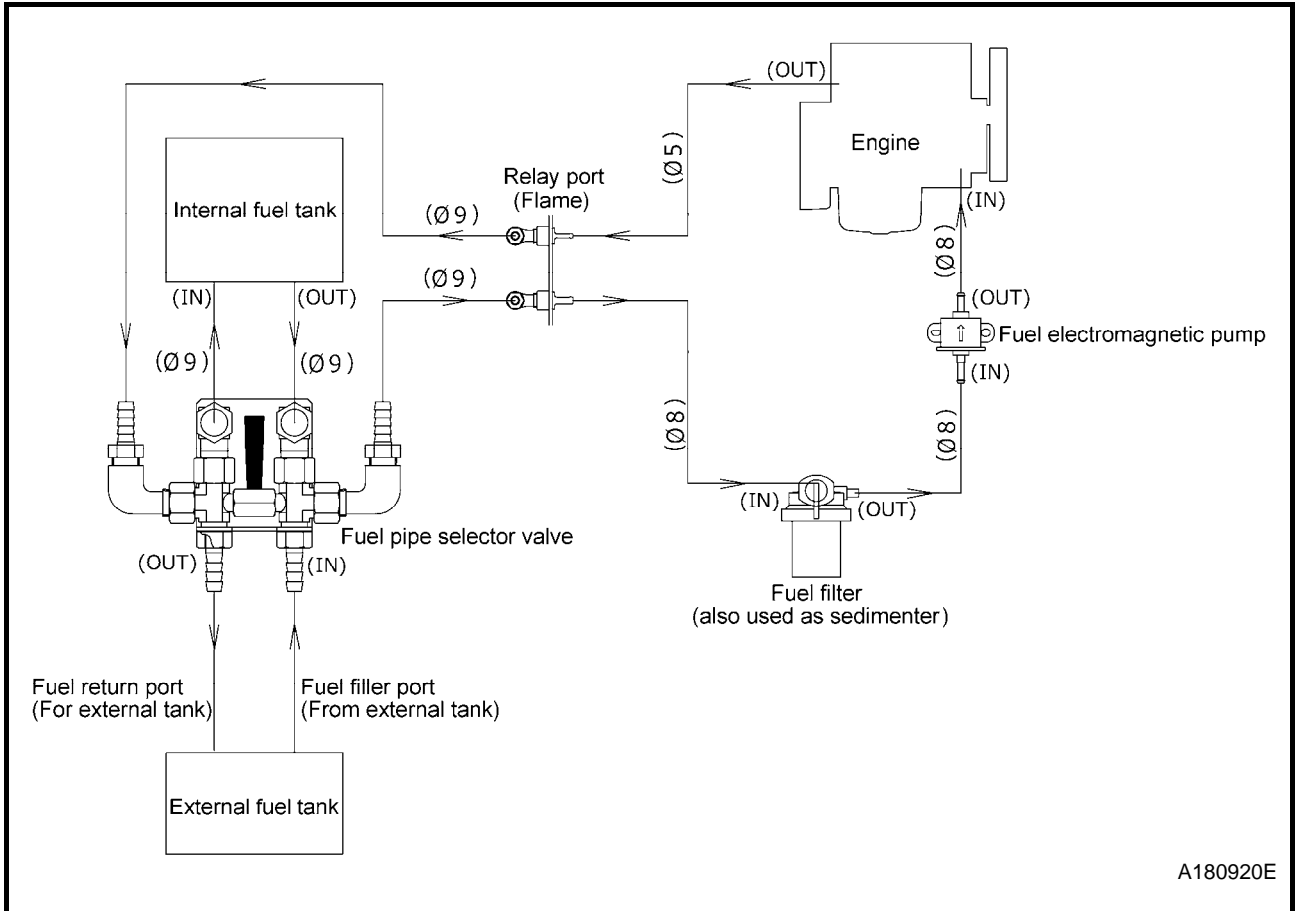 (OUT)
Engine
(IN)
(Ø5)
Relay port
(Flame)
Internal fuel tank
(Ø9)
(Ø9)
(IN)
(OUT)
(Ø9)
(Ø9)
(Ø8)
(OUT)
Fuel electromagnetic pump
(IN)
(Ø8)
(Ø8)
(IN)
(OUT)
Fuel pipe selector valve
(OUT)
(IN)
Fuel filter
(also used as sedimenter)
Fuel return port
(For external tank)
Fuel filler port
(From external tank)
External fuel tank
A180920E